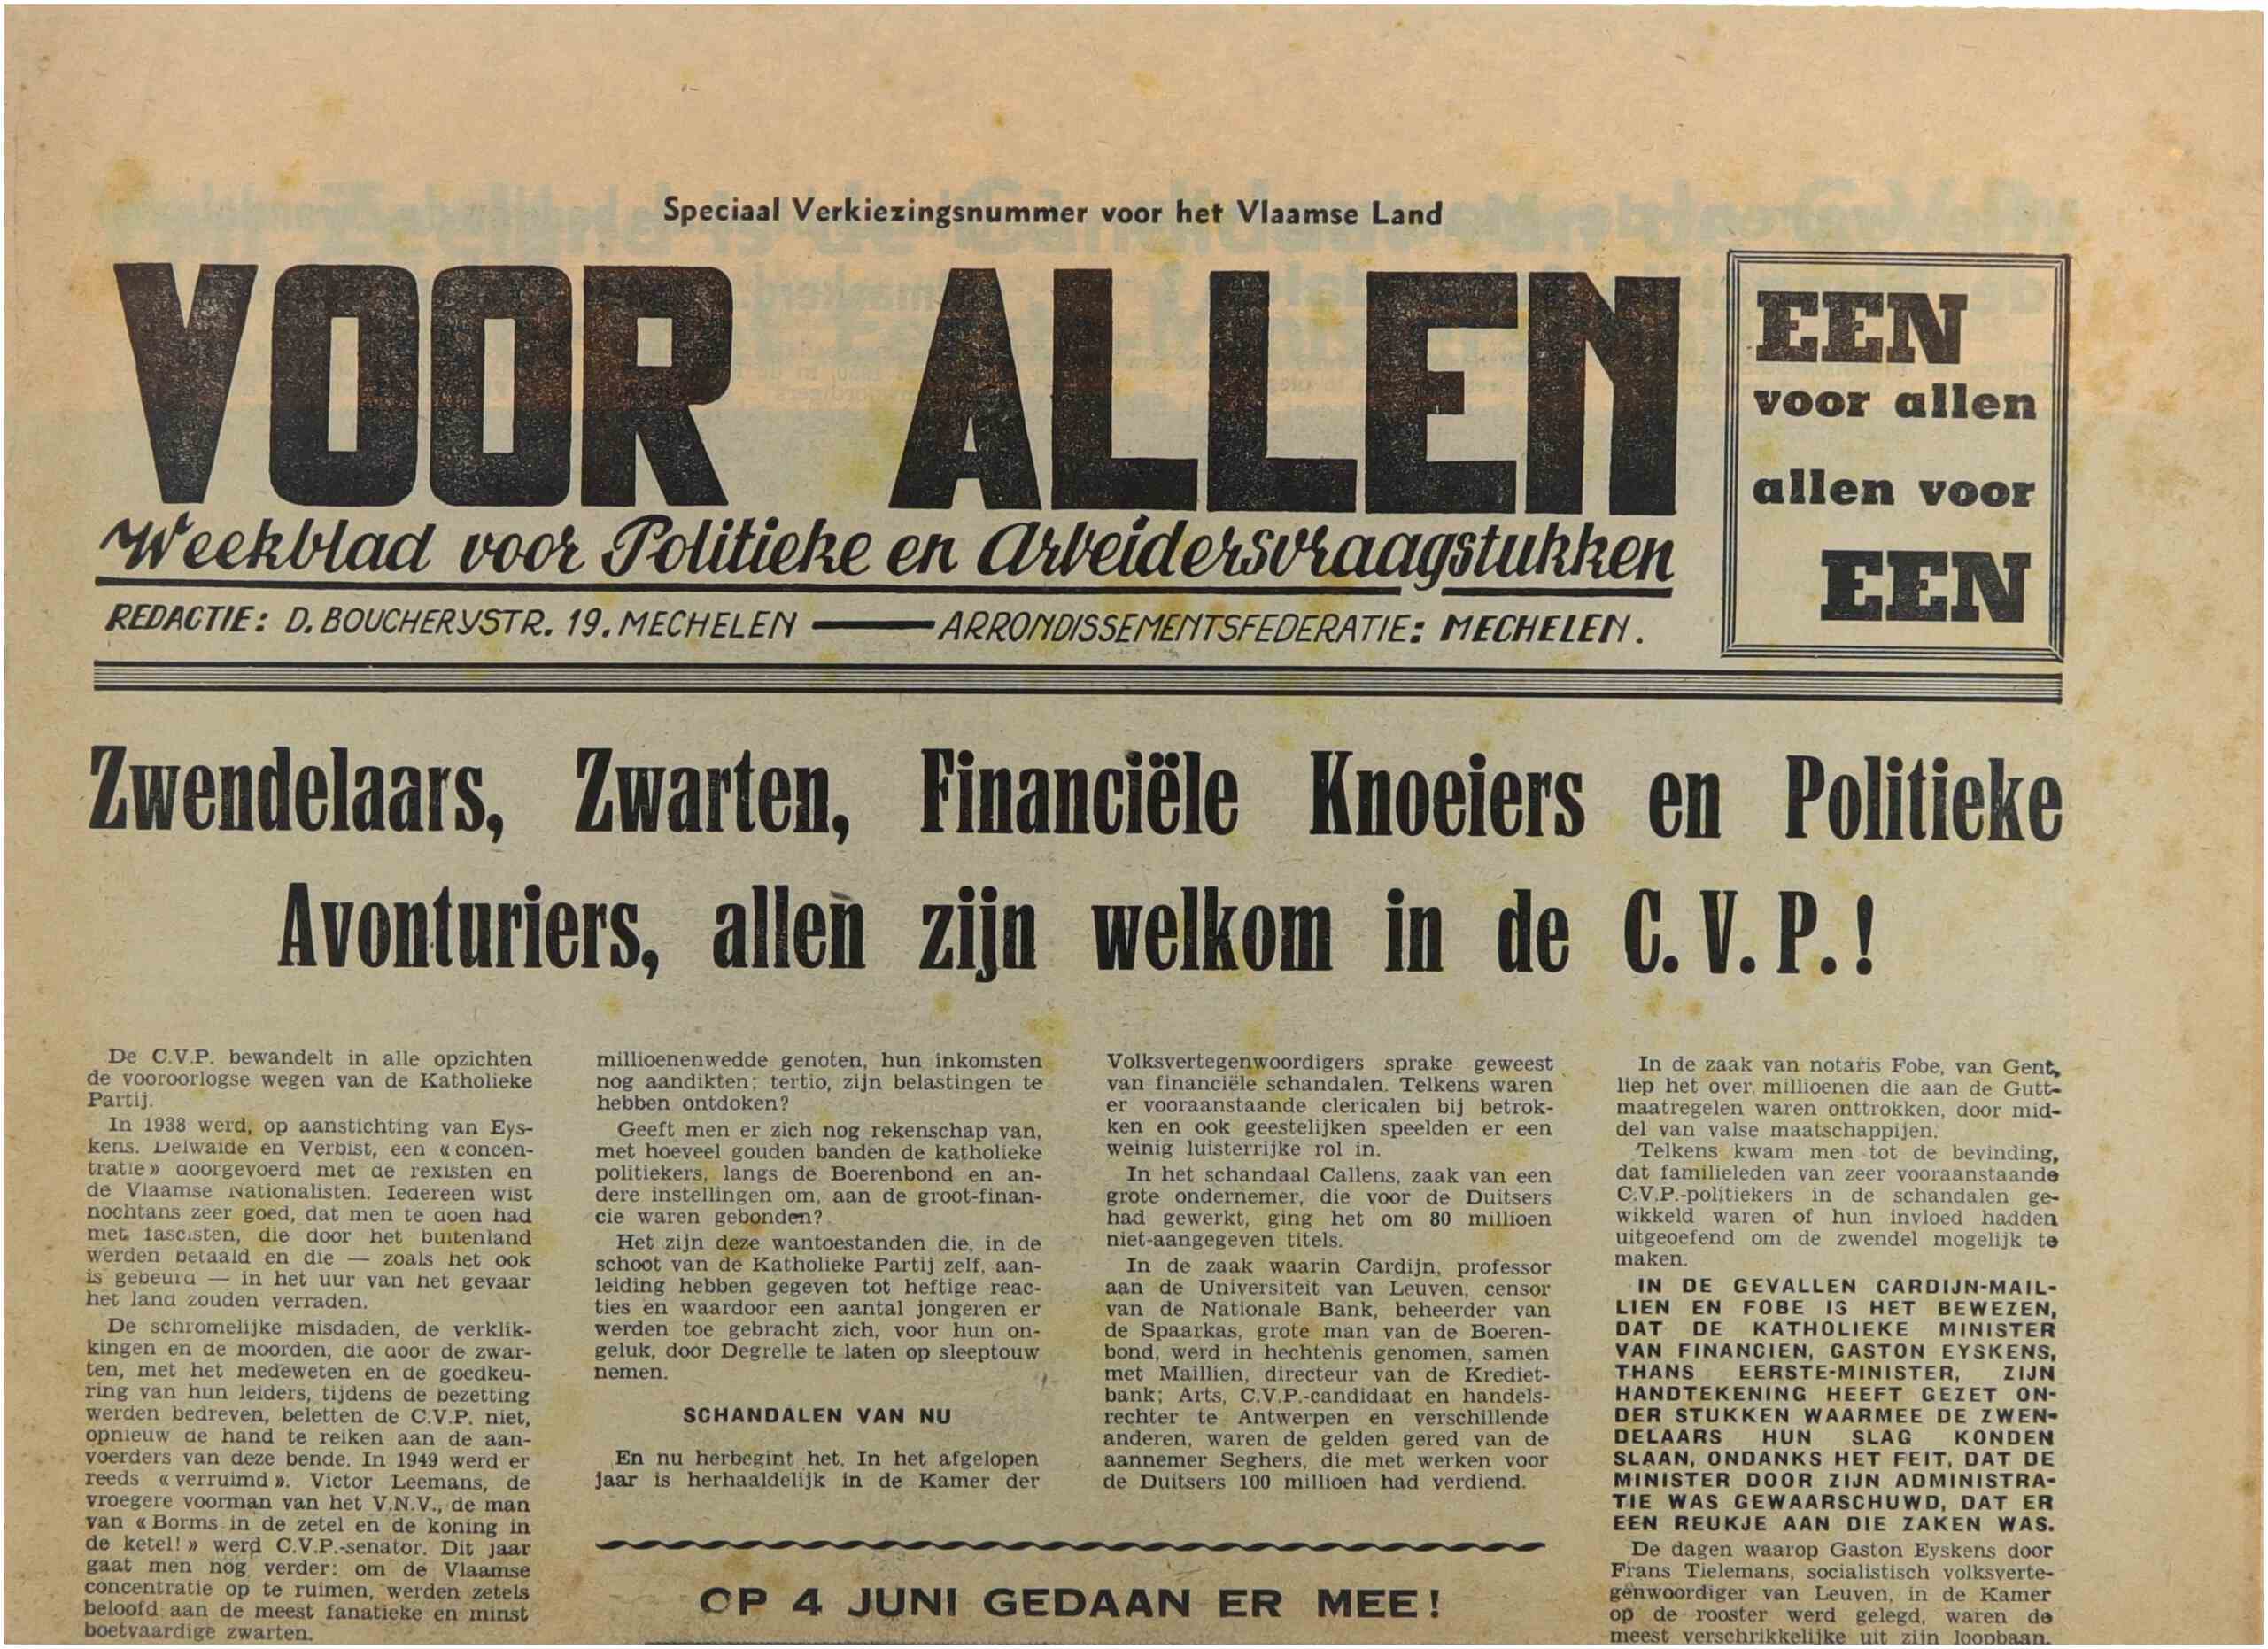 Speciaal Verkiezingsnummer voor het Vlaamse Land
VOOR ALLEN
Weekblad voor Politieke en Arbeidersvraagstukken
REDACTIE: D. BOUCHERYSTR. 19. MECHELEN — ARRONDISSEMENTSFEDERATIE: MECHELEN.
EEN
voor allen
allen voor
EEN
Zwendelaars, Zwarten, Financiële Knoeiers en Politieke
Avonturiers, allen zijn welkom in de C.V.P.!
De C.V.P. bewandelt in alle opzichten
de vooroorlogse wegen van de Katholieke
Partij.
In 1938 werd, op aanstichting van Eys-
kens. Delwaide en Verbist, een « concen-
tratie» doorgevoerd met de rexisten en
de Vlaamse Nationalisten. Iedereen wist
nochtans zeer goed, dat men te doen had
met fascisten, die door het buitenland
werden betaald en die — zoals het ook
is gebeurd — in het uur van het gevaar
het land zouden verraden.
De schromelijke misdaden, de verklik-
kingen en de moorden, die door de zwar-
ten, met het medeweten en de goedkeu-
ring van hun leiders, tijdens de bezetting
werden bedreven, beletten de C.V.P. niet,
opnieuw de hand te reiken aan de aan-
voerders van deze bende. In 1949 werd er
reeds « verruimd ». Victor Leemans, de
vroegere voorman van het V.N.V., de man
van « Borms in de zetel en de koning in
de ketel! » werd C.V.P.-senator. Dit jaar
gaat men nog verder: om de Vlaamse
concentratie op te ruimen, werden zetels
beloofd aan de meest fanatieke en minst
boetvaardige zwarten.
millioenenwedde genoten, hun inkomsten
nog aandikten; tertio, zijn belastingen te
hebben ontdoken?
Geeft men er zich nog rekenschap van,
met hoeveel gouden banden de katholieke
politiekers, langs de Boerenbond en an-
dere instellingen om, aan de groot-finan-
cie waren gebonden?
Het zijn deze wantoestanden die, in de
schoot van de Katholieke Partij zelf, aan-
leiding hebben gegeven tot heftige reac-
ties en waardoor een aantal jongeren er
werden toe gebracht zich, voor hun on-
geluk, door Degrelle te laten op sleeptouw
nemen.
SCHANDALEN VAN NU
En nu herbegint het. In het afgelopen
jaar is herhaaldelijk in de Kamer der
Volksvertegenwoordigers sprake geweest
van financiële schandalen. Telkens waren
er vooraanstaande clericalen bij betrok-
ken en ook geestelijken speelden er een
weinig luisterrijke rol in.
In het schandaal Callens, zaak van een
grote ondernemer, die voor de Duitsers
had gewerkt, ging het om 80 millioen
niet-aangegeven titels.
In de zaak waarin Cardijn, professor
aan de Universiteit van Leuven, censor
van de Nationale Bank, beheerder van
de Spaarkas, grote man van de Boeren-
bond, werd in hechtenis genomen, samen
met Maillien, directeur van de Krediet-
bank; Arts, C.V.P.-candidaat en handels-
rechter te Antwerpen en verschillende
anderen, waren de gelden gered van de
aannemer Seghers, die met werken voor
de Duitsers 100 millioen had verdiend.
OP 4 JUNI GEDAAN ER MEE!
In de zaak van notaris Fobe, van Gent,
liep het over millioenen die aan de Gutt-
maatregelen waren onttrokken, door mid-
del van valse maatschappijen.
Telkens kwam men tot de bevinding,
dat familieleden van zeer vooraanstaande
C.V.P.-politiekers in de schandalen ge-
wikkeld waren of hun invloed hadden
uitgeoefend om de zwendel mogelijk te
maken.
IN DE GEVALLEN CARDIJN-MAIL-
LIEN EN FOBE IS HET BEWEZEN,
DAT DE KATHOLIEKE MINISTER
VAN FINANCIEN, GASTON EYSKENS,
THANS EERSTE-MINISTER, ZIJN
HANDTEKENING HEEFT GEZET ON-
DER STUKKEN WAARMEE DE ZWEN-
DELAARS HUN SLAG KONDEN
SLAAN, ONDANKS HET FEIT, DAT DE
MINISTER DOOR ZIJN ADMINISTRA-
TIE WAS GEWAARSCHUWD, DAT ER
EEN REUKJE AAN DIE ZAKEN WAS.
De dagen waarop Gaston Eyskens door
Frans Tielemans, socialistisch volksverte-
genwoordiger van Leuven, in de Kamer
op de rooster werd gelegd, waren de
meest verschrikkelijke uit zijn loopbaan.